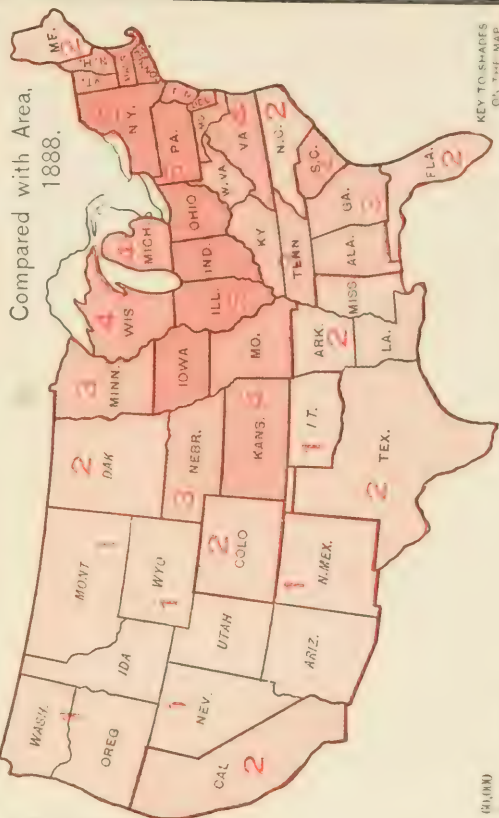 Compared with Area,
1888.
WASH.
1
OREG
CAL
2
NEV.
1
IDA
MONT
1
WYO
1
UTAH
ARIZ.
COLO
2
N.MEX.
1
DAK
2
NEBR.
3
KANS.
I.T.
1
TEX.
2
MINN.
3
IOWA
MO.
ARK.
2
LA.
WIS
4
ILL.
MICH.
4
IND.
OHIO
KY
TENN
MISS
ALA.
GA.
3
FLA.
2
S.C.
N.C.
2
VA
W.VA
PA.
N.Y.
ME.
2
KEY TO SHADES
ON THE MAP
60,000